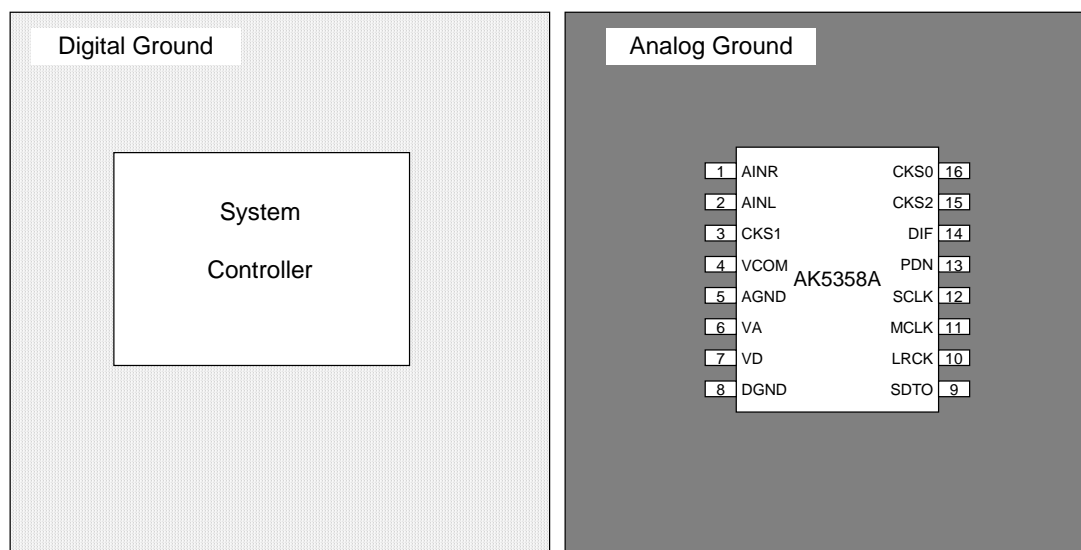 Digital Ground
System
Controller
Analog Ground
1 AINR
2 AINL
3 CKS1
4 VCOM
5 AGND
6 VA
7 VD
8 DGND
AK5358A
CKS0 16
CKS2 15
DIF 14
PDN 13
SCLK 12
MCLK 11
LRCK 10
SDTO 9